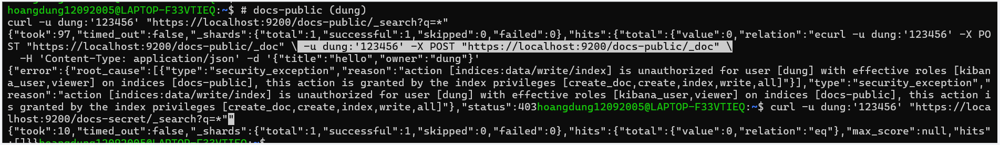 hoangdung12092005@LAPTOP-F33VTIEQ:~$ # docs-public (dung)
curl -u dung:'123456' "https://localhost:9200/docs-public/_search?q=*"
{"took":97,"timed_out":false,"_shards":{"total":1,"successful":1,"skipped":0,"failed":0},"hits":{"total":{"value":0,"relation":"ecurl -u dung:'123456' -X PO
ST "https://localhost:9200/docs-public/_doc" \ -u dung:'123456' -X POST "https://localhost:9200/docs-public/_doc" \
  -H 'Content-Type: application/json' -d '{"title":"hello","owner":"dung"}'
{"error":{"root_cause":[{"type":"security_exception","reason":"action [indices:data/write/index] is unauthorized for user [dung] with effective roles [kiban
a_user,viewer] on indices [docs-public], this action is granted by the index privileges [create_doc,create,index,write,all]"}],"type":"security_exception","
reason":"action [indices:data/write/index] is unauthorized for user [dung] with effective roles [kibana_user,viewer] on indices [docs-public], this action i
s granted by the index privileges [create_doc,create,index,write,all]"},"status":403hoangdung12092005@LAPTOP-F33VTIEQ:~$ curl -u dung:'123456' "https://loca
lhost:9200/docs-secret/_search?q=*""
{"took":10,"timed_out":false,"_shards":{"total":1,"successful":1,"skipped":0,"failed":0},"hits":{"total":{"value":0,"relation":"eq"},"max_score":null,"hits"
:[]}}hoangdung12092005@LAPTOP-F33VTIEQ:~$